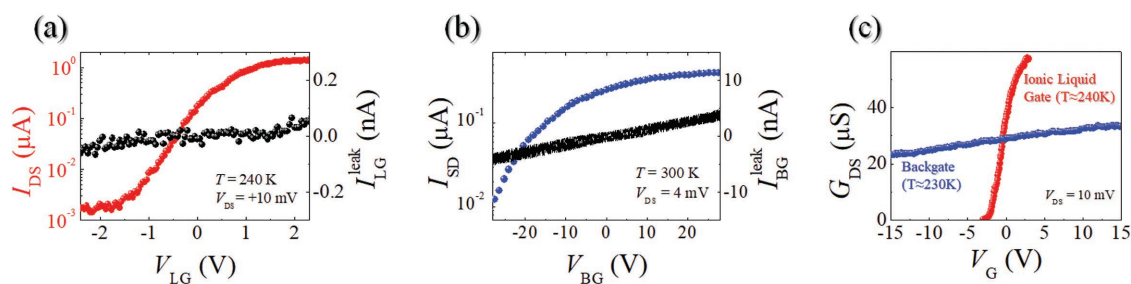 (a)
10⁰
10⁻¹
10⁻²
10⁻³
I_DS (µA)
0.2
0.0
-0.2
I_LG^leak (nA)
T = 240 K
V_DS = +10 mV
-2
-1
0
1
2
V_LG (V)
(b)
10⁻¹
10⁻²
I_SD (µA)
10
0
-10
I_BG^leak (nA)
T = 300 K
V_DS = 4 mV
-20
-10
0
10
20
V_BG (V)
(c)
40
20
0
G_DS (µS)
Ionic Liquid
Gate (T≈240K)
Backgate
(T≈230K)
V_DS = 10 mV
-15
-10
-5
0
5
10
15
V_G (V)